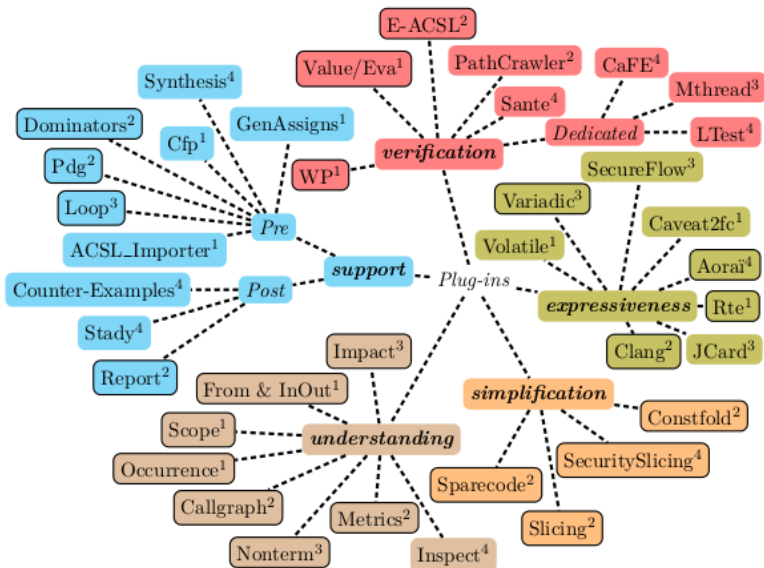 E-ACSL²
Value/Eva¹
PathCrawler²
CaFE⁴
Synthesis⁴
Mthread³
Sante⁴
Dominators²
Cfp¹
GenAssigns¹
Dedicated
LTest⁴
verification
Pdg²
SecureFlow³
WP¹
Variadic³
Loop³
Pre
Caveat2fc¹
ACSL_Importer¹
Volatile¹
Aoraï⁴
support
Plug-ins
Counter-Examples⁴
Post
expressiveness
Rte¹
Stady⁴
Impact³
Clang²
JCard³
Report²
From & InOut¹
simplification
Constfold²
Scope¹
understanding
Occurrence¹
SecuritySlicing⁴
Sparecode²
Callgraph²
Metrics²
Slicing²
Nonterm³
Inspect⁴